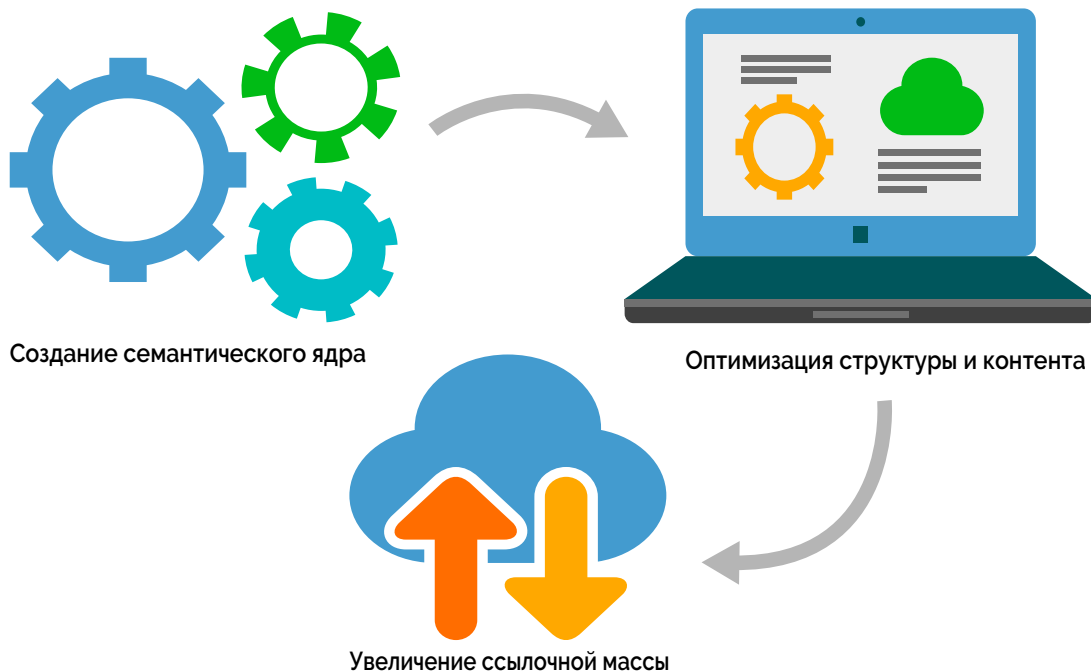 Создание семантического ядра
Оптимизация структуры и контента
Увеличение ссылочной массы